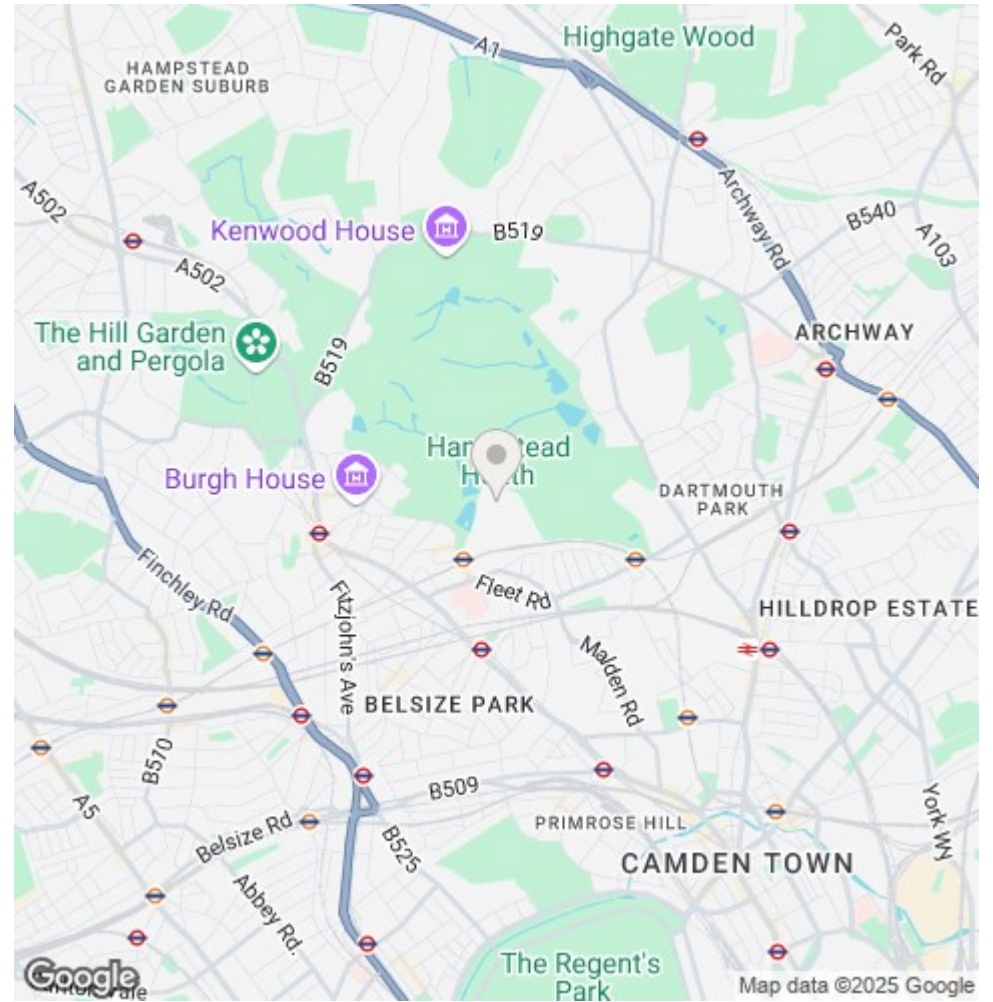 A1
Highgate Wood
Park Rd
HAMPSTEAD
GARDEN SUBURB
A502
Kenwood House
B519
Archway Rd
B540
A103
A502
The Hill Garden
and Pergola
B519
ARCHWAY
Burgh House
DARTMOUTH
PARK
Finchley Rd
Fitzjohn's Ave
Fleet Rd
HILLDROP ESTATE
Malden Rd
BELSIZE PARK
B510
B509
A5
Belsize Rd
B525
PRIMROSE HILL
York Wy
CAMDEN TOWN
Abbey Rd.
The Regent's
Park
Google
Map data ©2025 Google